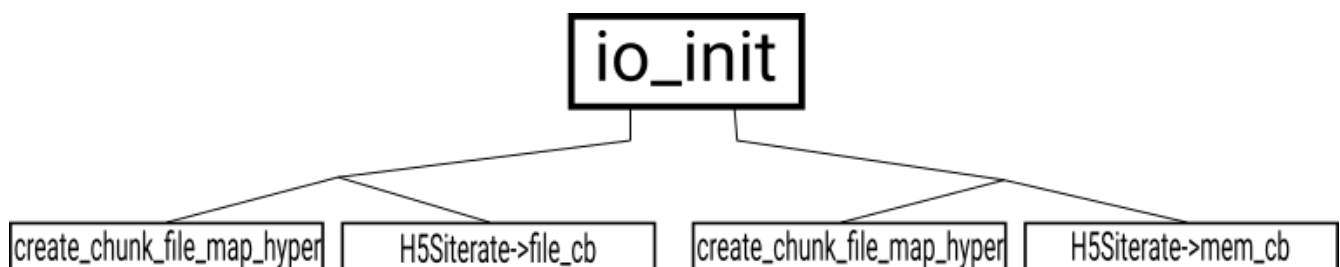 io_init
create_chunk_file_map_hyper
H5Siterate->file_cb
create_chunk_file_map_hyper
H5Siterate->mem_cb